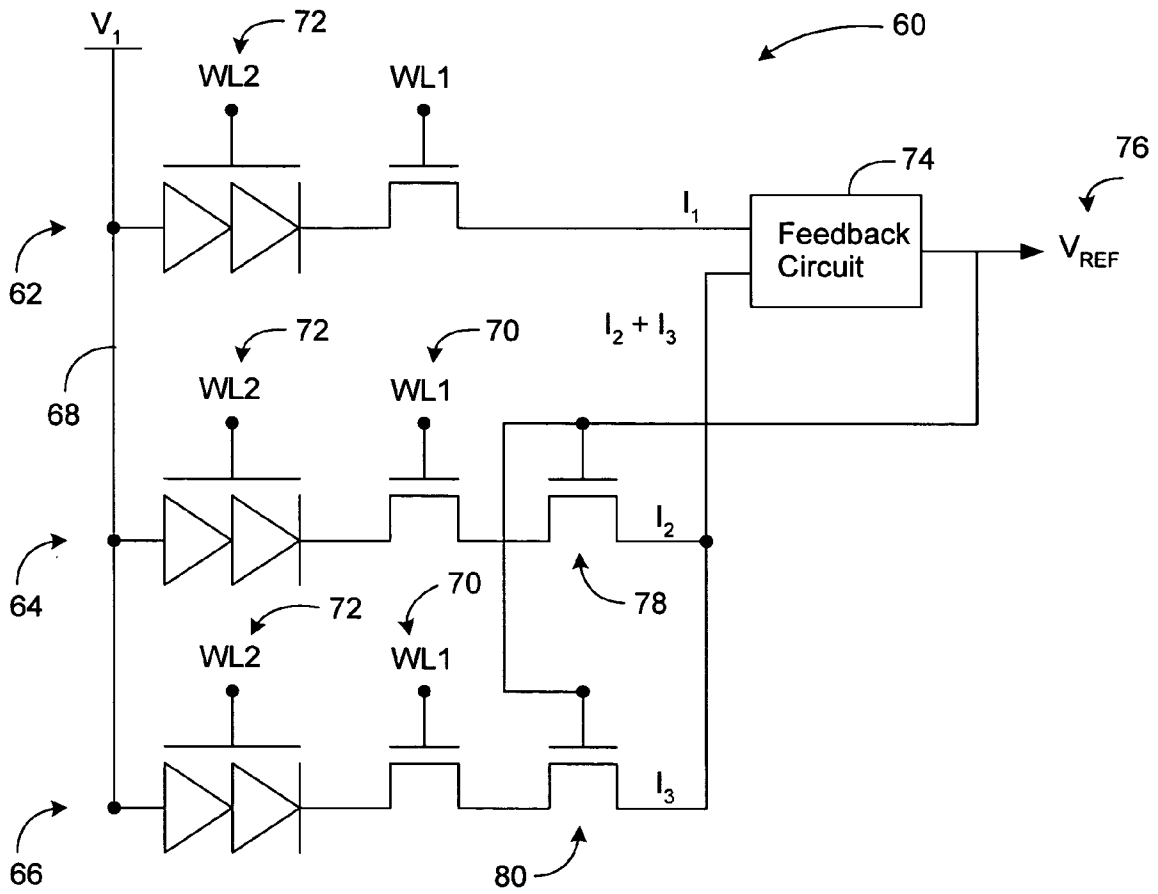 V₁
72
60
WL2
WL1
74
76
I₁
Feedback
Circuit
V_REF
62
72
70
I₂ + I₃
68
WL2
WL1
I₂
64
72
70
78
WL2
WL1
I₃
66
80